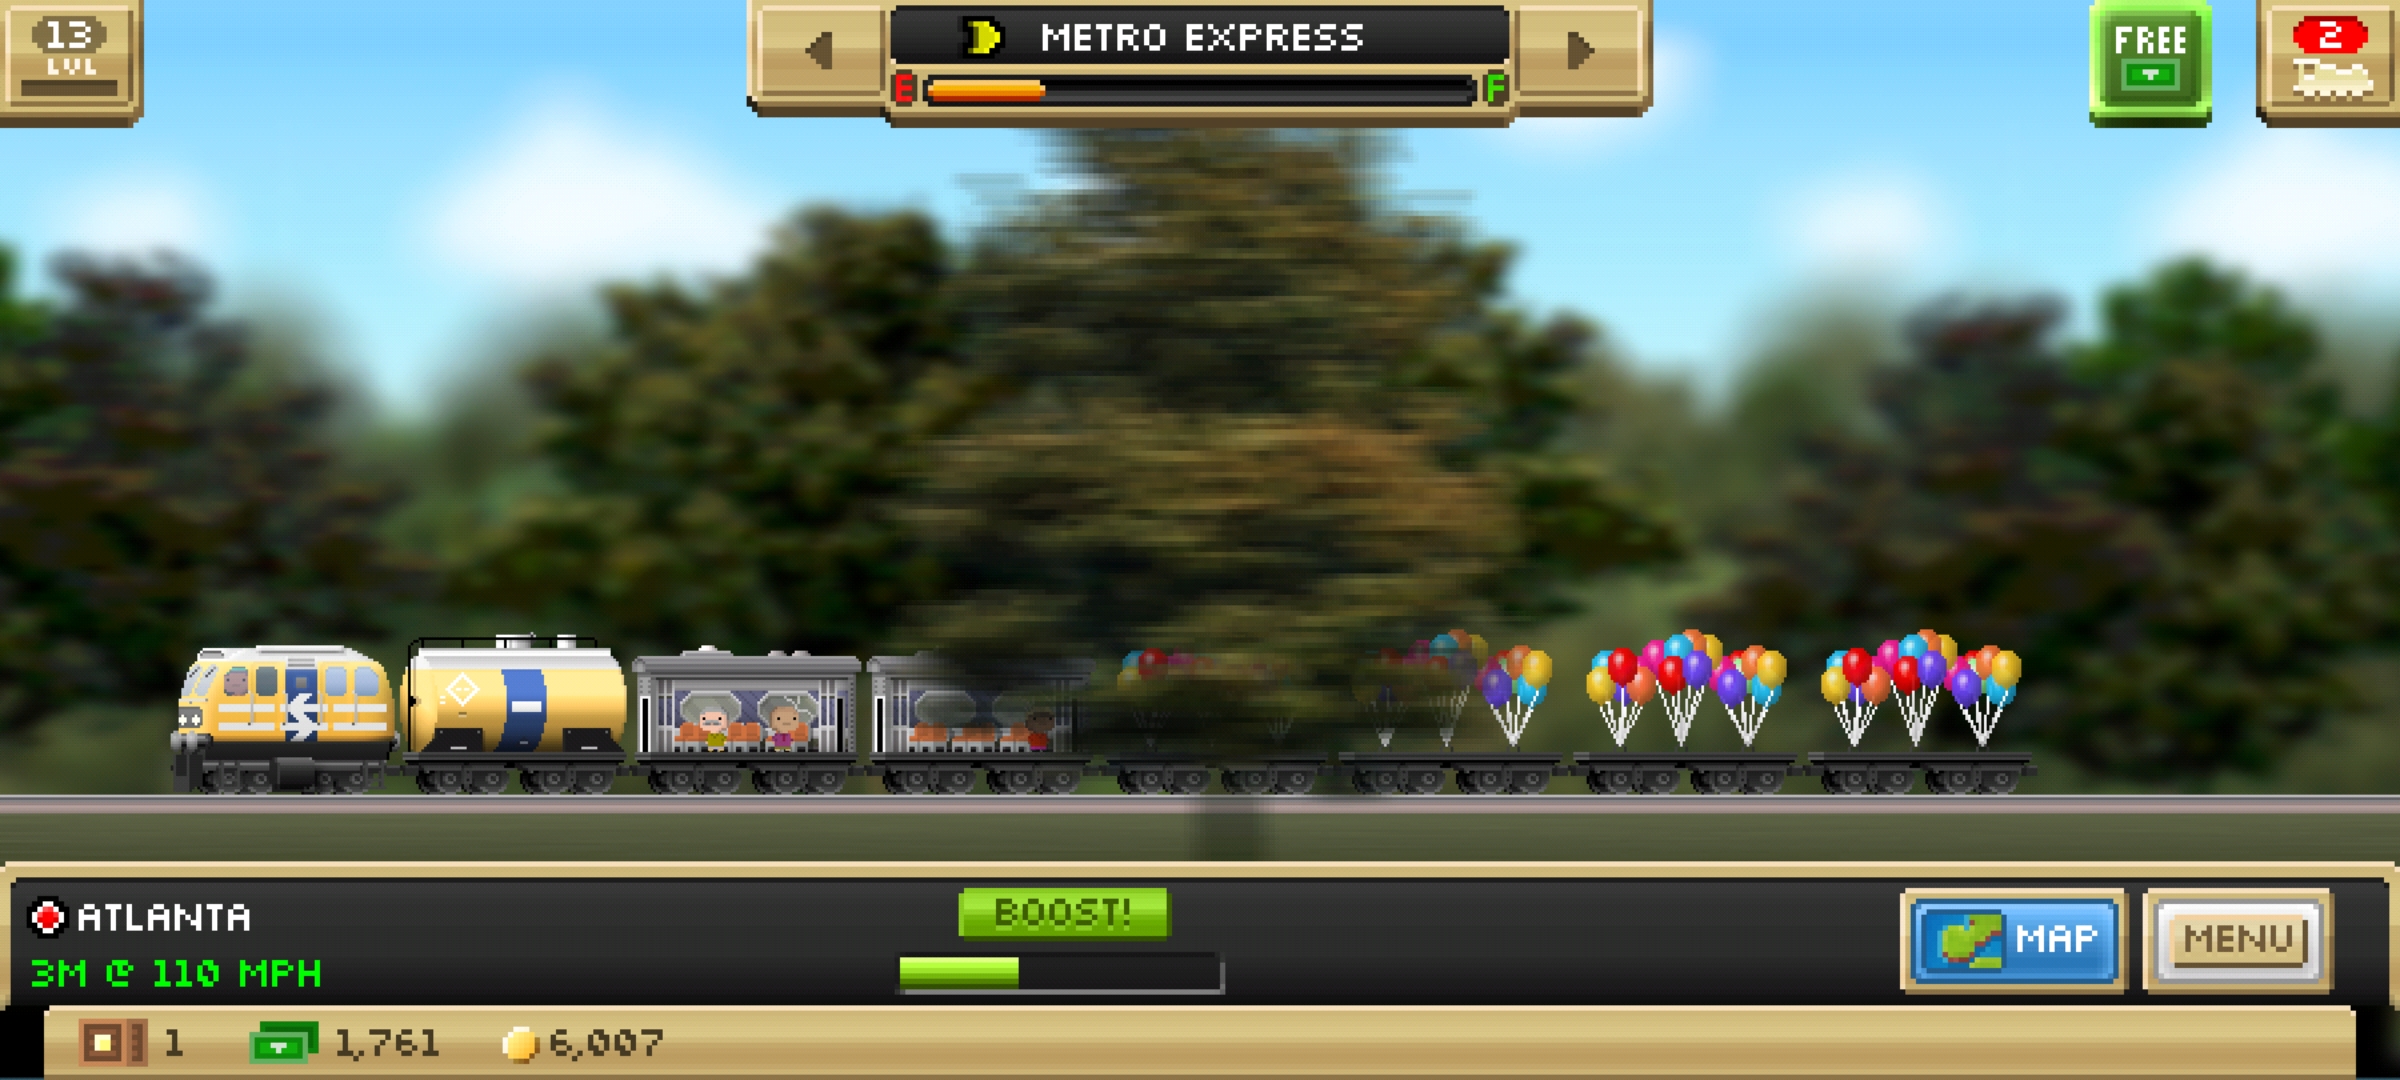 13
LVL
METRO EXPRESS
E F
FREE
2
ATLANTA
3M @ 110 MPH
BOOST!
MAP
MENU
1 1,761 6,007